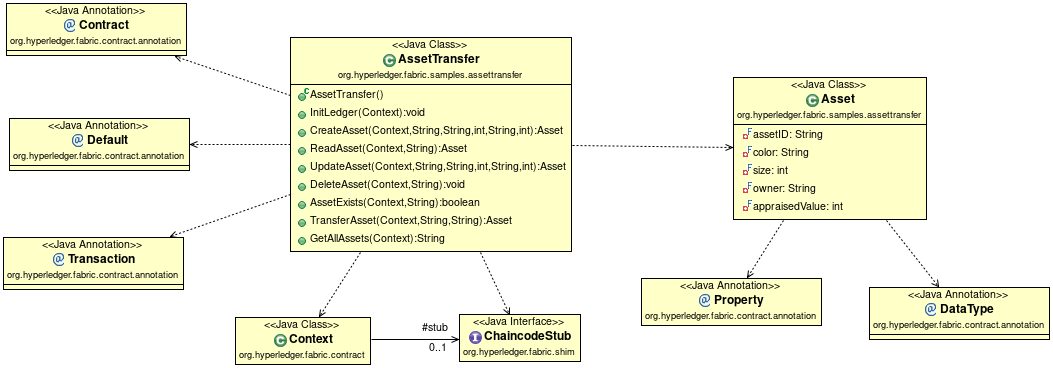 <<Java Annotation>>
@ Contract
org.hyperledger.fabric.contract.annotation
<<Java Annotation>>
@ Default
org.hyperledger.fabric.contract.annotation
<<Java Annotation>>
@ Transaction
org.hyperledger.fabric.contract.annotation
<<Java Class>>
C AssetTransfer
org.hyperledger.fabric.samples.assettransfer
C AssetTransfer()
InitLedger(Context):void
CreateAsset(Context,String,String,int,String,int):Asset
ReadAsset(Context,String):Asset
UpdateAsset(Context,String,String,int,String,int):Asset
DeleteAsset(Context,String):void
AssetExists(Context,String):boolean
TransferAsset(Context,String,String):Asset
GetAllAssets(Context):String
<<Java Class>>
C Asset
org.hyperledger.fabric.samples.assettransfer
F assetID: String
F color: String
F size: int
F owner: String
F appraisedValue: int
<<Java Class>>
C Context
org.hyperledger.fabric.contract
#stub
0..1
<<Java Interface>>
I ChaincodeStub
org.hyperledger.fabric.shim
<<Java Annotation>>
@ Property
org.hyperledger.fabric.contract.annotation
<<Java Annotation>>
@ DataType
org.hyperledger.fabric.contract.annotation